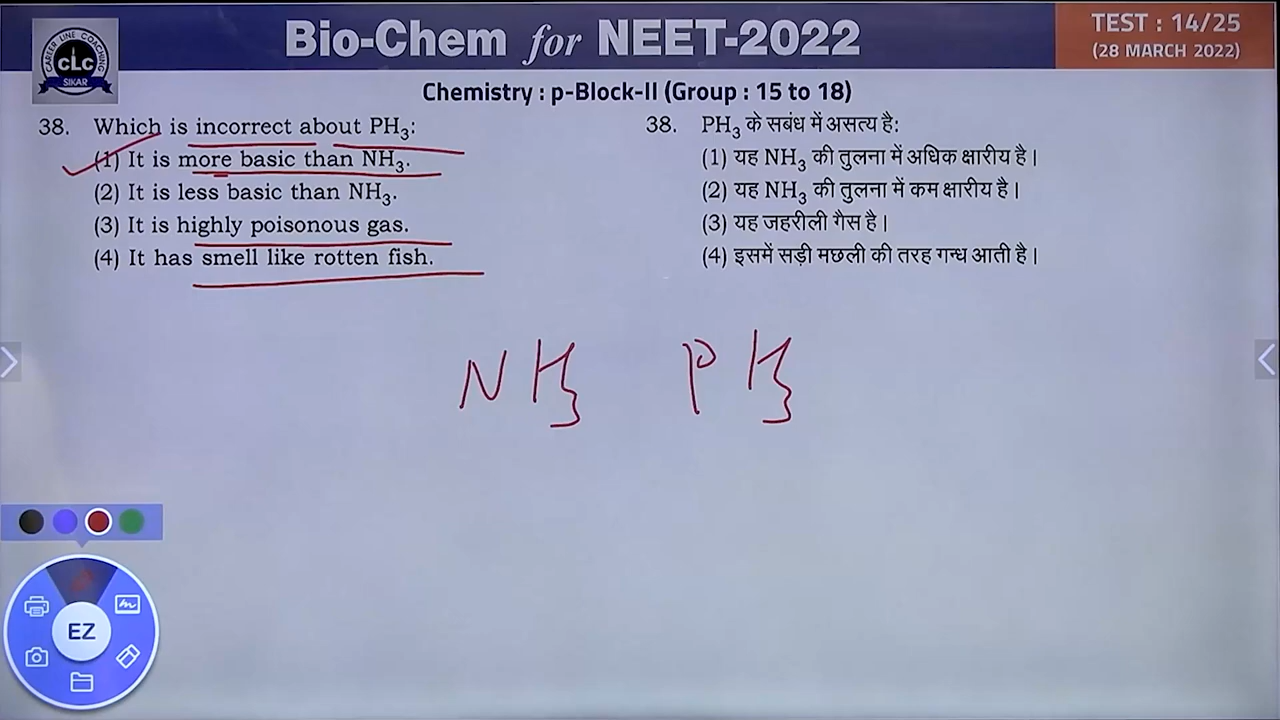 CAREER LINE COACHING
CLC
SIKAR
Bio-Chem for NEET-2022
TEST : 14/25
(28 MARCH 2022)
Chemistry : p-Block-II (Group : 15 to 18)
38. Which is incorrect about PH₃:
(1) It is more basic than NH₃.
(2) It is less basic than NH₃.
(3) It is highly poisonous gas.
(4) It has smell like rotten fish.
38. PH₃ के सबंध में असत्य है:
(1) यह NH₃ की तुलना में अधिक क्षारीय है।
(2) यह NH₃ की तुलना में कम क्षारीय है।
(3) यह जहरीली गैस है।
(4) इसमें सड़ी मछली की तरह गन्ध आती है।
NH₃ PH₃
EZ